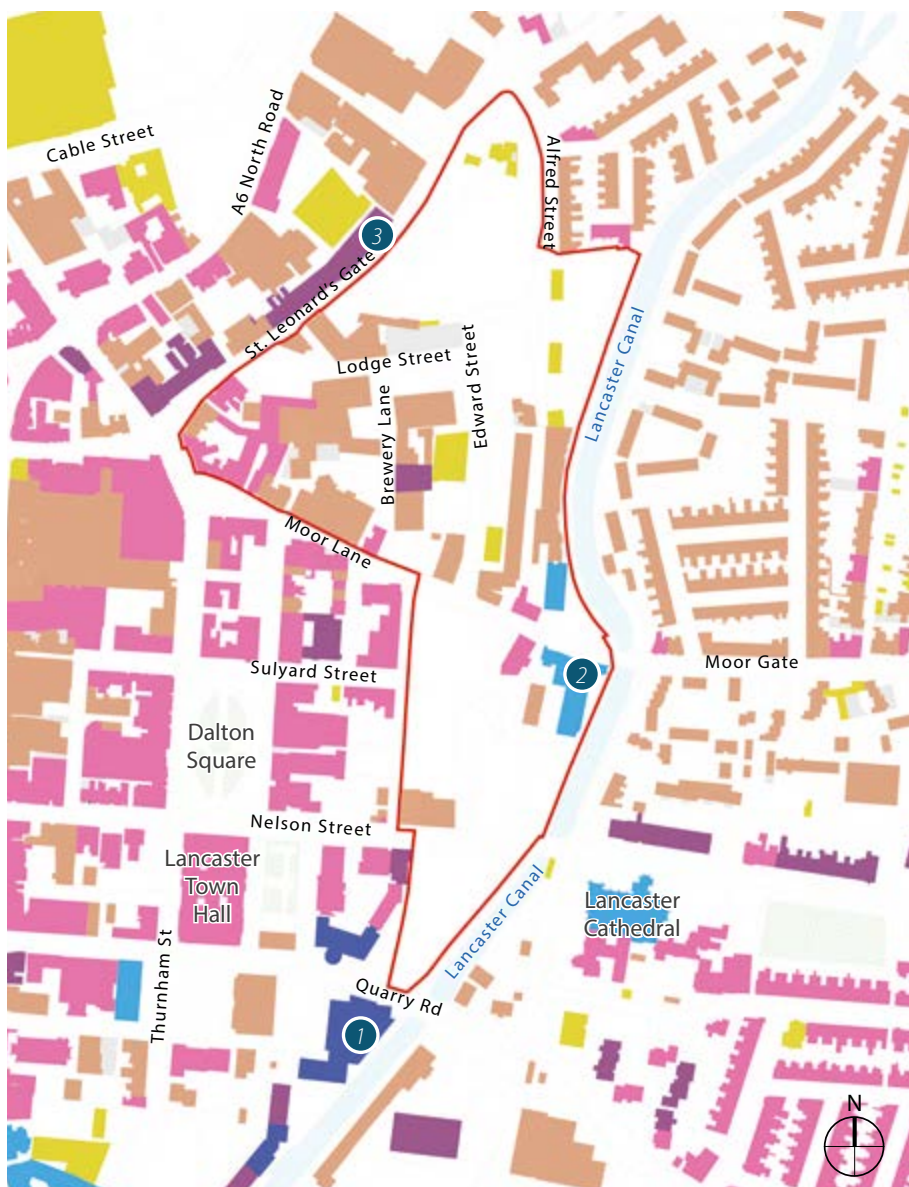 Cable Street
A6 North Road
Alfred Street
3
St. Leonard's Gate
Lodge Street
Edward Street
Brewery Lane
Lancaster Canal
Moor Lane
Sulyard Street
Moor Gate
2
Dalton
Square
Nelson Street
Lancaster
Town
Hall
Lancaster Canal
Lancaster
Cathedral
Thurnham St
Quarry Rd
1
N